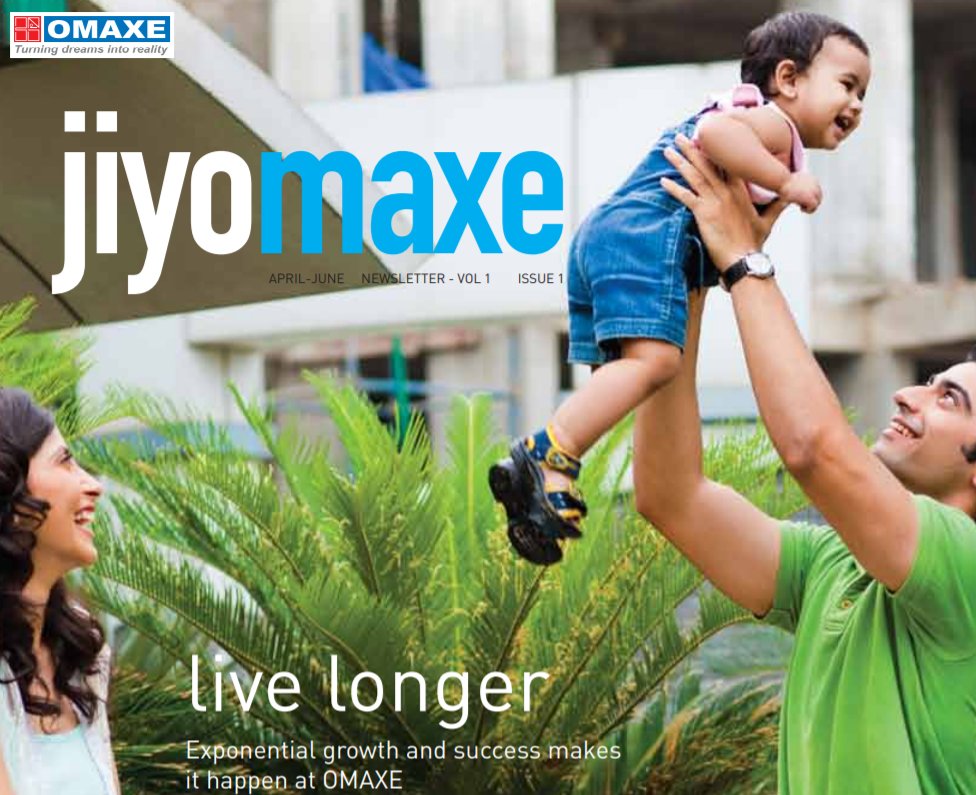 OMAXE
Turning dreams into reality
jiyomaxe
APRIL-JUNE NEWSLETTER - VOL 1 ISSUE 1
live longer
Exponential growth and success makes
it happen at OMAXE